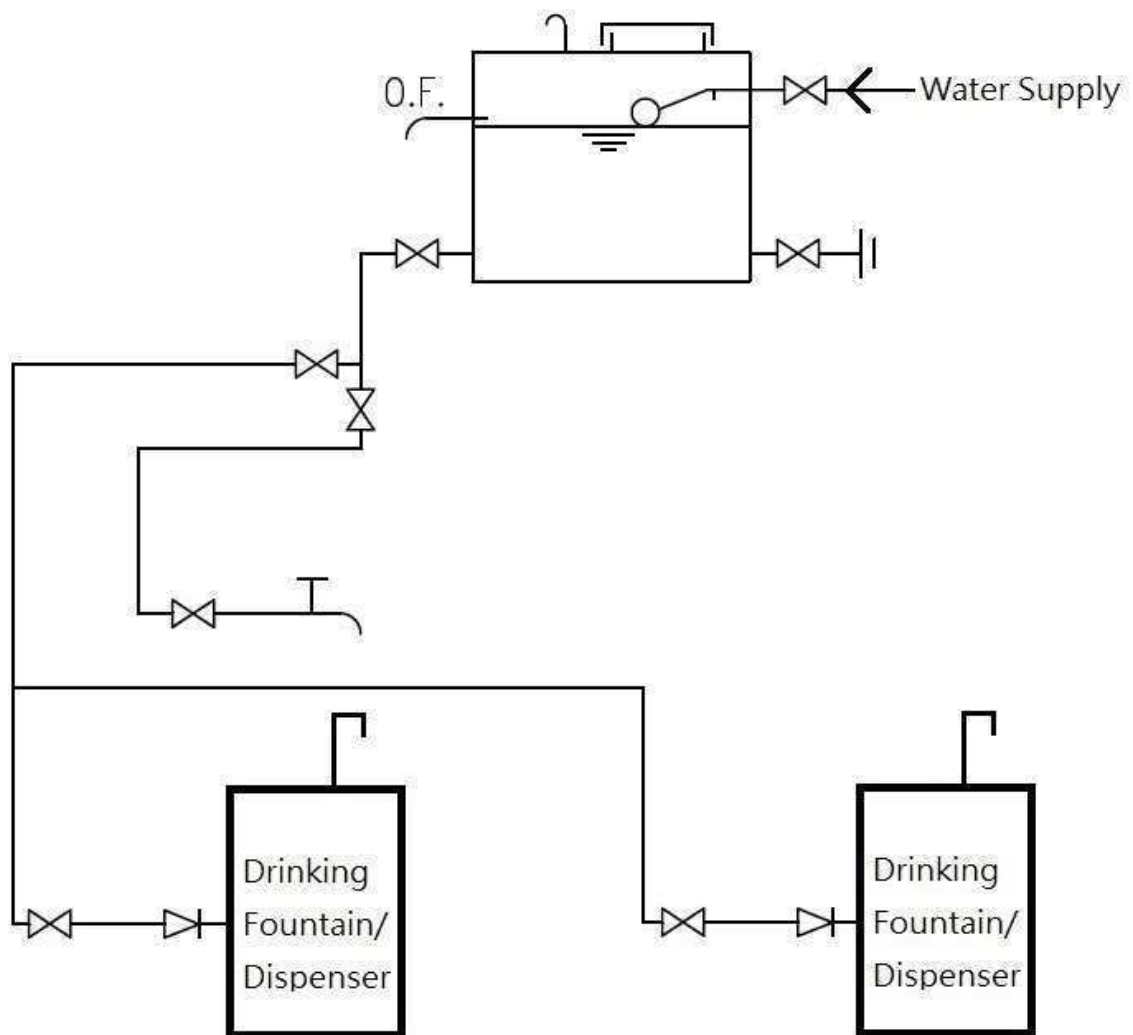 O.F.
Water Supply
Drinking
Fountain/
Dispenser
Drinking
Fountain/
Dispenser